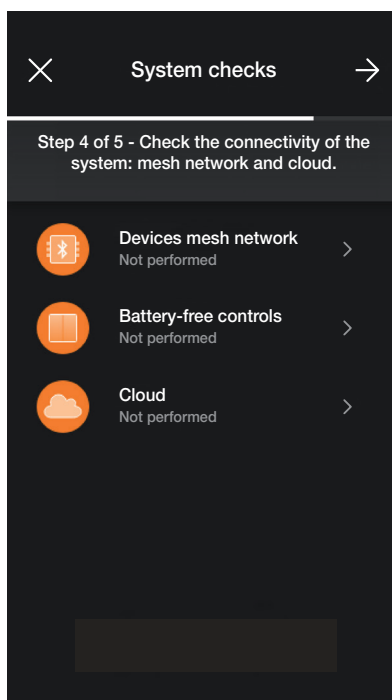 System checks
Step 4 of 5 - Check the connectivity of the
system: mesh network and cloud.
Devices mesh network
Not performed
Battery-free controls
Not performed
Cloud
Not performed